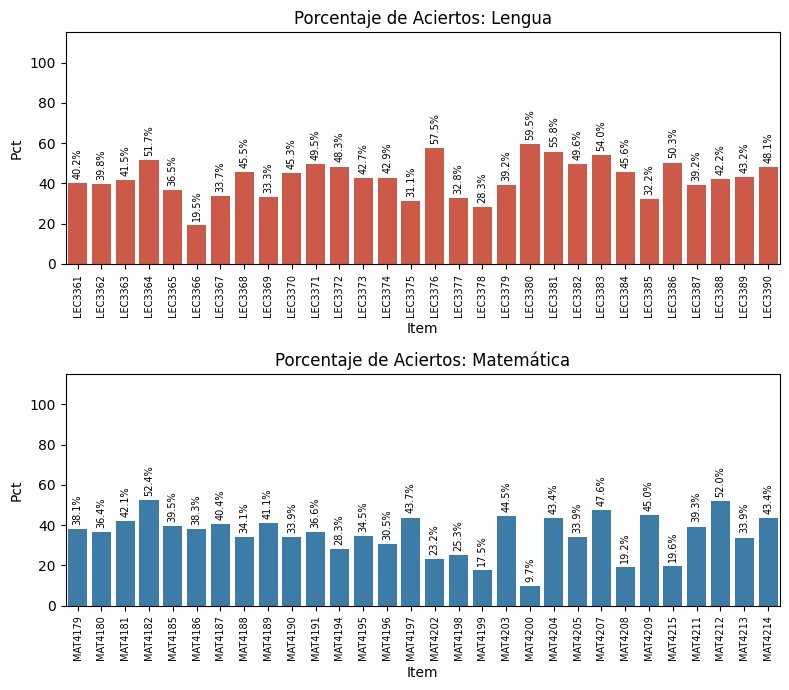 Porcentaje de Aciertos: Lengua
Pct
100
80
60
40
20
0
40.2% 39.8% 41.5% 51.7% 36.5% 19.5% 33.7% 45.5% 33.3% 45.3% 49.5% 48.3% 42.7% 42.9% 31.1% 57.5% 32.8% 28.3% 39.2% 59.5% 55.8% 49.6% 54.0% 45.6% 32.2% 50.3% 39.2% 42.2% 43.2% 48.1%
LEC3361 LEC3362 LEC3363 LEC3364 LEC3365 LEC3366 LEC3367 LEC3368 LEC3369 LEC3370 LEC3371 LEC3372 LEC3373 LEC3374 LEC3375 LEC3376 LEC3377 LEC3378 LEC3379 LEC3380 LEC3381 LEC3382 LEC3383 LEC3384 LEC3385 LEC3386 LEC3387 LEC3388 LEC3389 LEC3390
Item
Porcentaje de Aciertos: Matemática
Pct
100
80
60
40
20
0
38.1% 36.4% 42.1% 52.4% 39.5% 38.3% 40.4% 34.1% 41.1% 33.9% 36.6% 28.3% 34.5% 30.5% 43.7% 23.2% 25.3% 17.5% 44.5% 9.7% 43.4% 33.9% 47.6% 19.2% 45.0% 19.6% 39.3% 52.0% 33.9% 43.4%
MAT4179 MAT4180 MAT4181 MAT4182 MAT4185 MAT4186 MAT4187 MAT4188 MAT4189 MAT4190 MAT4191 MAT4194 MAT4195 MAT4196 MAT4197 MAT4202 MAT4198 MAT4199 MAT4203 MAT4200 MAT4204 MAT4205 MAT4207 MAT4208 MAT4209 MAT4215 MAT4211 MAT4212 MAT4213 MAT4214
Item